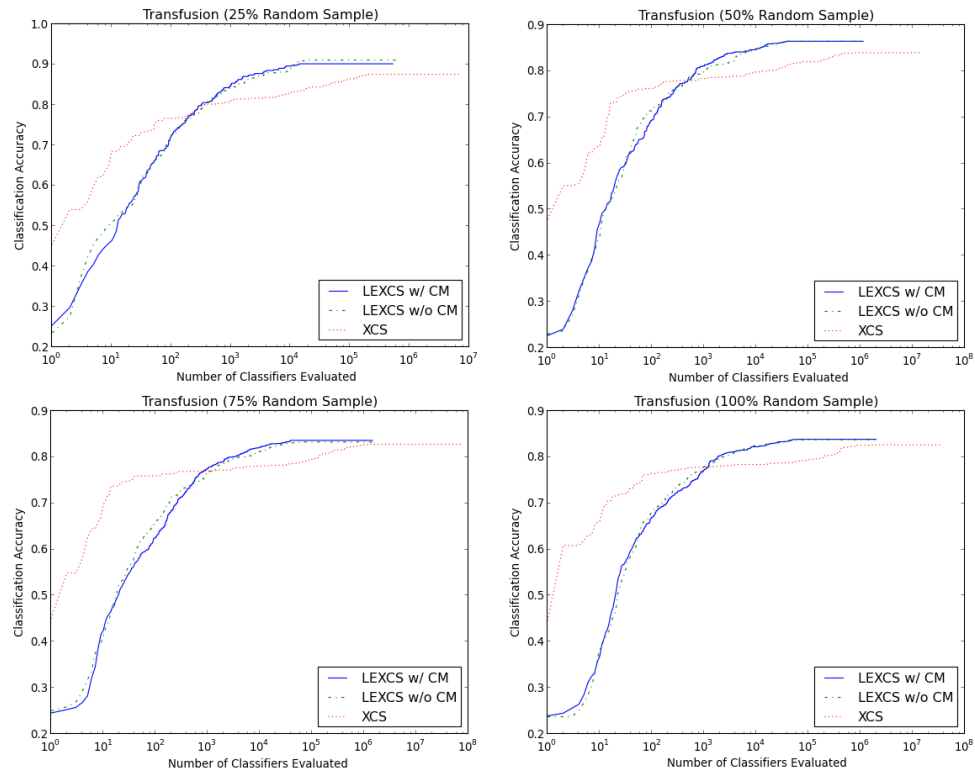 Transfusion (25% Random Sample)
Classification Accuracy
1.0
0.9
0.8
0.7
0.6
0.5
0.4
0.3
0.2
LEXCS w/ CM
LEXCS w/o CM
XCS
10^0
10^1
10^2
10^3
10^4
10^5
10^6
10^7
Number of Classifiers Evaluated
Transfusion (50% Random Sample)
Classification Accuracy
0.9
0.8
0.7
0.6
0.5
0.4
0.3
0.2
LEXCS w/ CM
LEXCS w/o CM
XCS
10^0
10^1
10^2
10^3
10^4
10^5
10^6
10^7
10^8
Number of Classifiers Evaluated
Transfusion (75% Random Sample)
Classification Accuracy
0.9
0.8
0.7
0.6
0.5
0.4
0.3
0.2
LEXCS w/ CM
LEXCS w/o CM
XCS
10^0
10^1
10^2
10^3
10^4
10^5
10^6
10^7
10^8
Number of Classifiers Evaluated
Transfusion (100% Random Sample)
Classification Accuracy
0.9
0.8
0.7
0.6
0.5
0.4
0.3
0.2
LEXCS w/ CM
LEXCS w/o CM
XCS
10^0
10^1
10^2
10^3
10^4
10^5
10^6
10^7
10^8
Number of Classifiers Evaluated